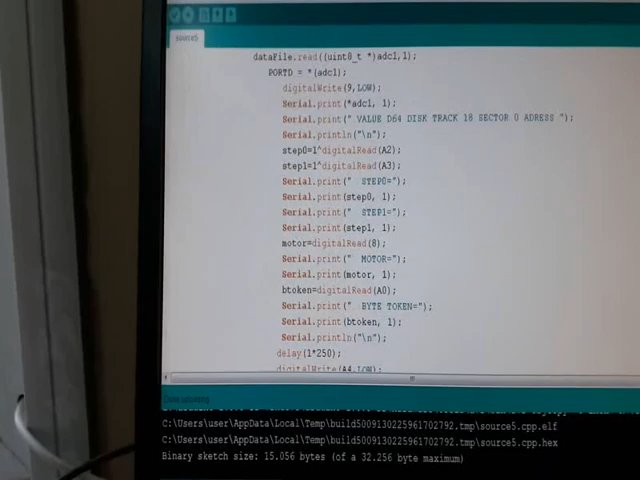 source5
dataFile.read((uint8_t *)adc1,1);
PORTD = *(adc1);
digitalWrite(9,LOW);
Serial.print(*adc1, 1);
Serial.print(" VALUE D64 DISK TRACK 18 SECTOR 0 ADRESS ");
Serial.println("\n");
step0=1^digitalRead(A2);
step1=1^digitalRead(A3);
Serial.print("  STEP0=");
Serial.print(step0, 1);
Serial.print("  STEP1=");
Serial.print(step1, 1);
motor=digitalRead(8);
Serial.print("  MOTOR=");
Serial.print(motor, 1);
btoken=digitalRead(A0);
Serial.print("  BYTE TOKEN=");
Serial.print(btoken, 1);
Serial.println("\n");
delay(1*250);
digitalWrite(A4,LOW);
Done uploading.
C:\Users\user\AppData\Local\Temp\build5009130225961702792.tmp\source5.cpp.elf
C:\Users\user\AppData\Local\Temp\build5009130225961702792.tmp\source5.cpp.hex
Binary sketch size: 15.056 bytes (of a 32.256 byte maximum)